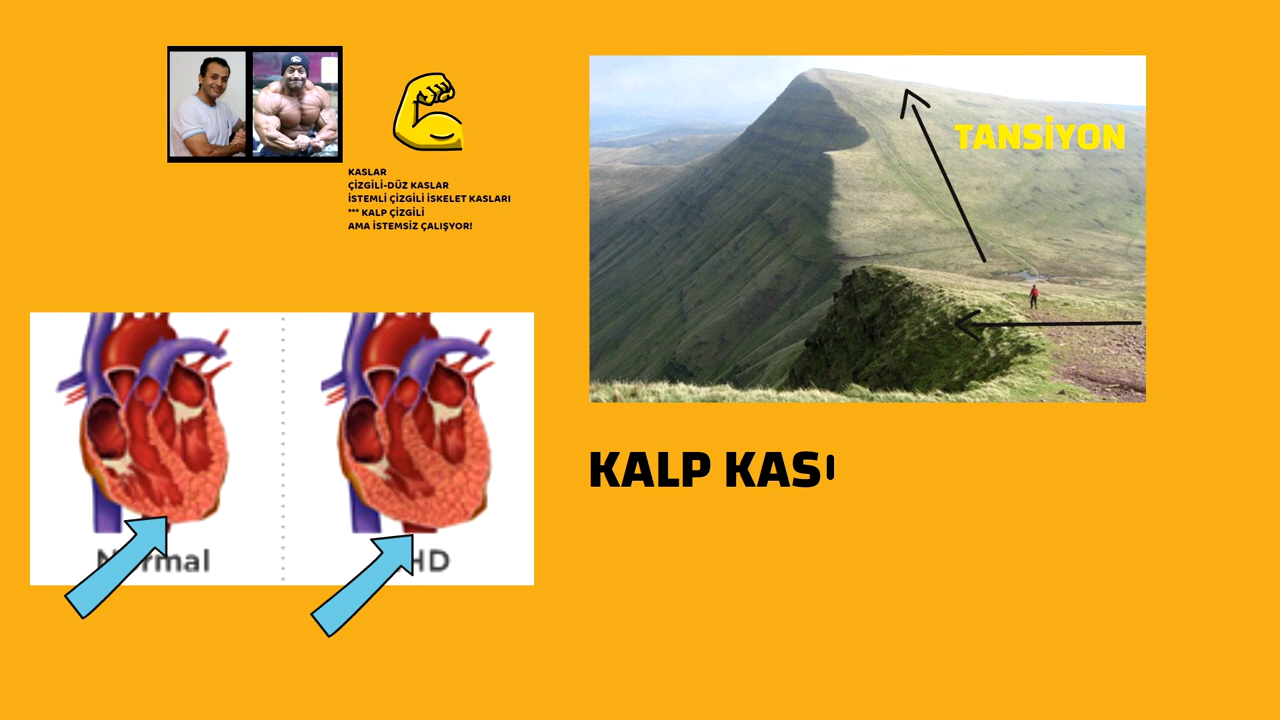 KASLAR
ÇİZGİLİ-DÜZ KASLAR
İSTEMLİ ÇİZGİLİ İSKELET KASLARI
*** KALP ÇİZGİLİ
AMA İSTEMSİZ ÇALIŞYOR!
TANSİYON
KALP KASI